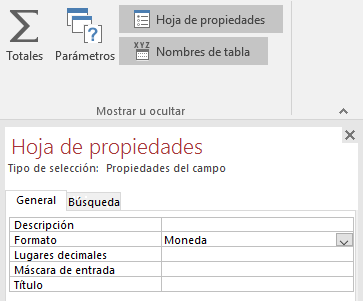 Totales
Parámetros
Hoja de propiedades
XYZ
Nombres de tabla
Mostrar u ocultar
Hoja de propiedades
Tipo de selección: Propiedades del campo
General Búsqueda
Descripción
Formato Moneda
Lugares decimales
Máscara de entrada
Título